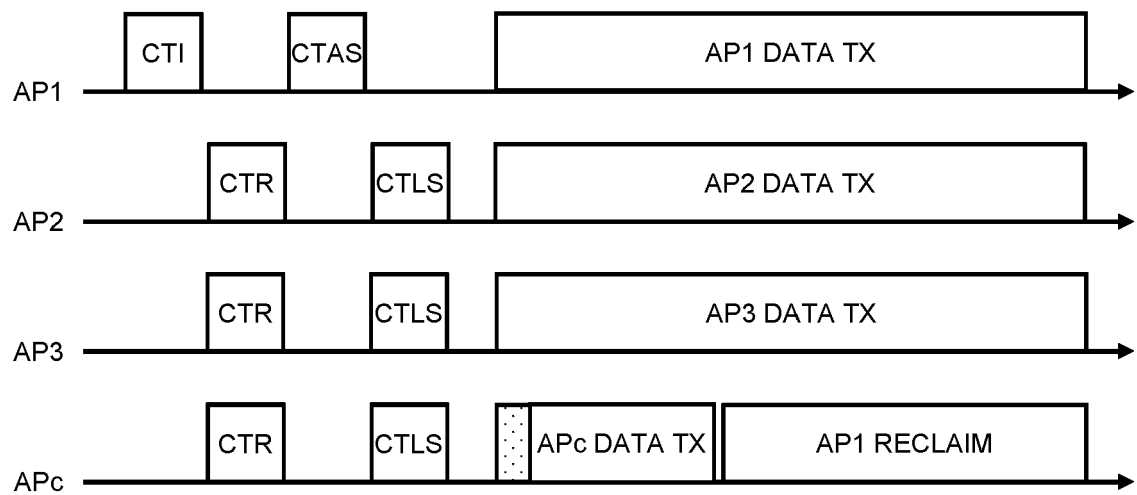 CTI CTAS AP1 DATA TX
AP1
CTR CTLS AP2 DATA TX
AP2
CTR CTLS AP3 DATA TX
AP3
CTR CTLS APc DATA TX AP1 RECLAIM
APc